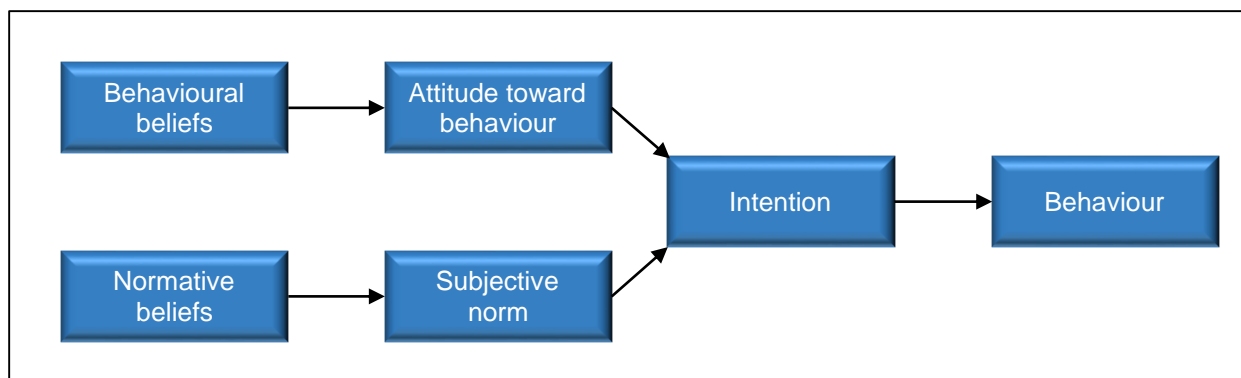 Behavioural
beliefs
Attitude toward
behaviour
Intention
Behaviour
Normative
beliefs
Subjective
norm